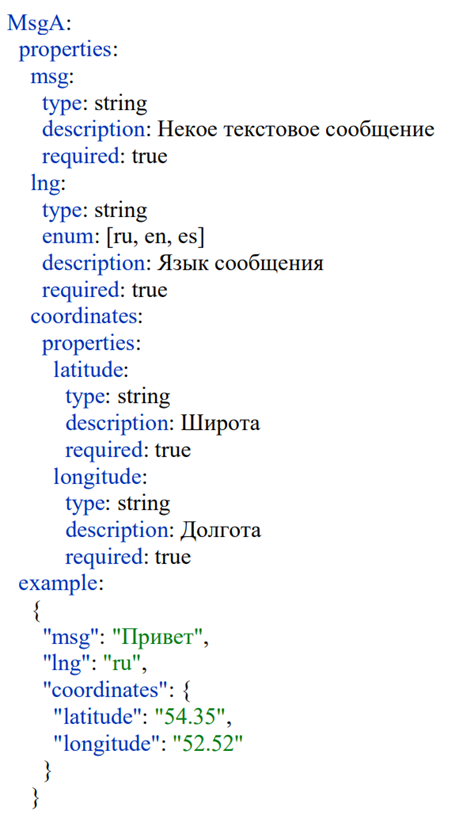 MsgA:
properties:
msg:
type: string
description: Некое текстовое сообщение
required: true
lng:
type: string
enum: [ru, en, es]
description: Язык сообщения
required: true
coordinates:
properties:
latitude:
type: string
description: Широта
required: true
longitude:
type: string
description: Долгота
required: true
example:
{
"msg": "Привет",
"lng": "ru",
"coordinates": {
"latitude": "54.35",
"longitude": "52.52"
}
}